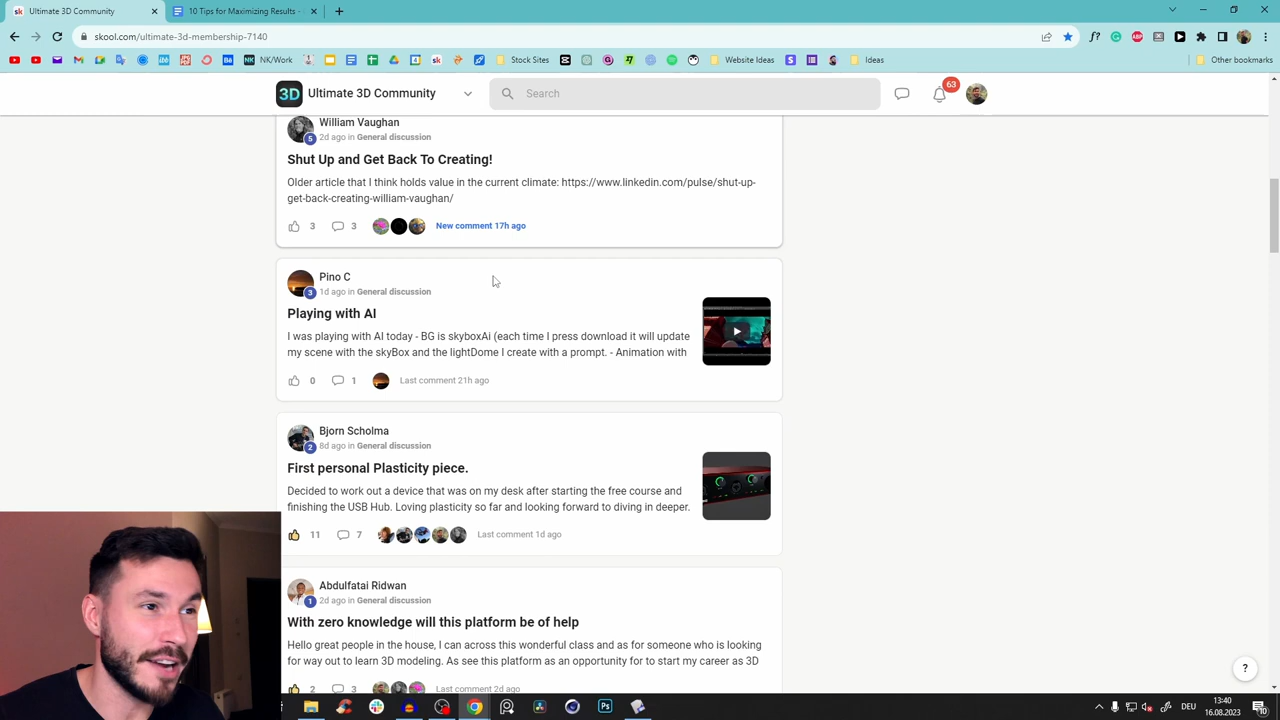 Ultimate 3D Community
10 Tips for Maximizing Results -
skool.com/ultimate-3d-membership-7140
NK/Work
Stock Sites
Website Ideas
Ideas
Other bookmarks
3D Ultimate 3D Community
Search
63
William Vaughan
5
2d ago in General discussion
Shut Up and Get Back To Creating!
Older article that I think holds value in the current climate: https://www.linkedin.com/pulse/shut-up-
get-back-creating-william-vaughan/
3 3 New comment 17h ago
Pino C
3
1d ago in General discussion
Playing with AI
I was playing with AI today - BG is skyboxAi (each time I press download it will update
my scene with the skyBox and the lightDome I create with a prompt. - Animation with
0 1 Last comment 21h ago
Bjorn Scholma
2
8d ago in General discussion
First personal Plasticity piece.
Decided to work out a device that was on my desk after starting the free course and
finishing the USB Hub. Loving plasticity so far and looking forward to diving in deeper.
11 7 Last comment 1d ago
Abdulfatai Ridwan
1
2d ago in General discussion
With zero knowledge will this platform be of help
Hello great people in the house, I can across this wonderful class and as for someone who is looking
for way out to learn 3D modeling. As see this platform as an opportunity for to start my career as 3D
2 3 Last comment 2d ago
?
DEU
13:40
16.08.2023